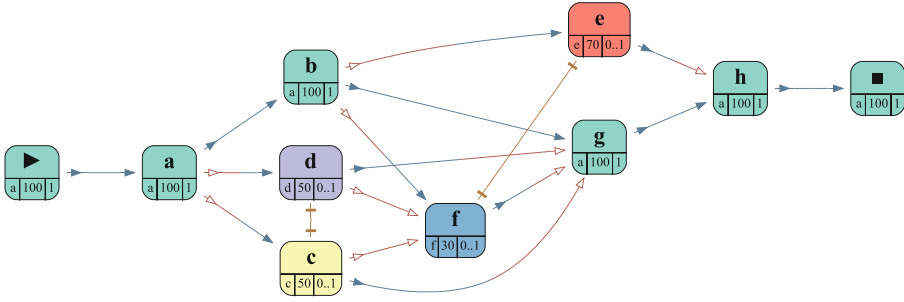 e
e 70 0..1
b
a 100 1
h
a 100 1
■
a 100 1
g
a 100 1
▶
a 100 1
a
a 100 1
d
d 50 0..1
f
f 30 0..1
c
c 50 0..1